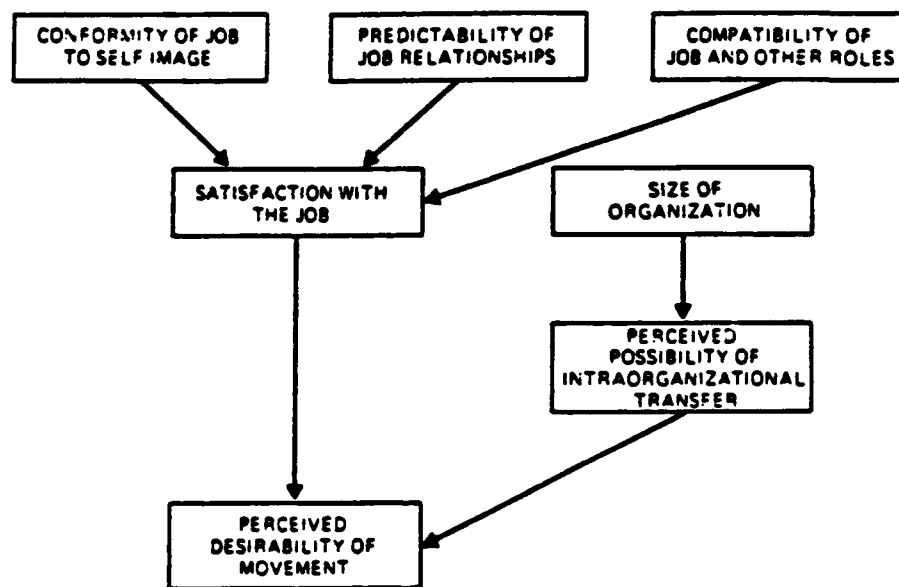 CONFORMITY OF JOB
TO SELF IMAGE
PREDICTABILITY OF
JOB RELATIONSHIPS
COMPATIBILITY OF
JOB AND OTHER ROLES
SATISFACTION WITH
THE JOB
SIZE OF
ORGANIZATION
PERCEIVED
POSSIBILITY OF
INTRAORGANIZATIONAL
TRANSFER
PERCEIVED
DESIRABILITY OF
MOVEMENT